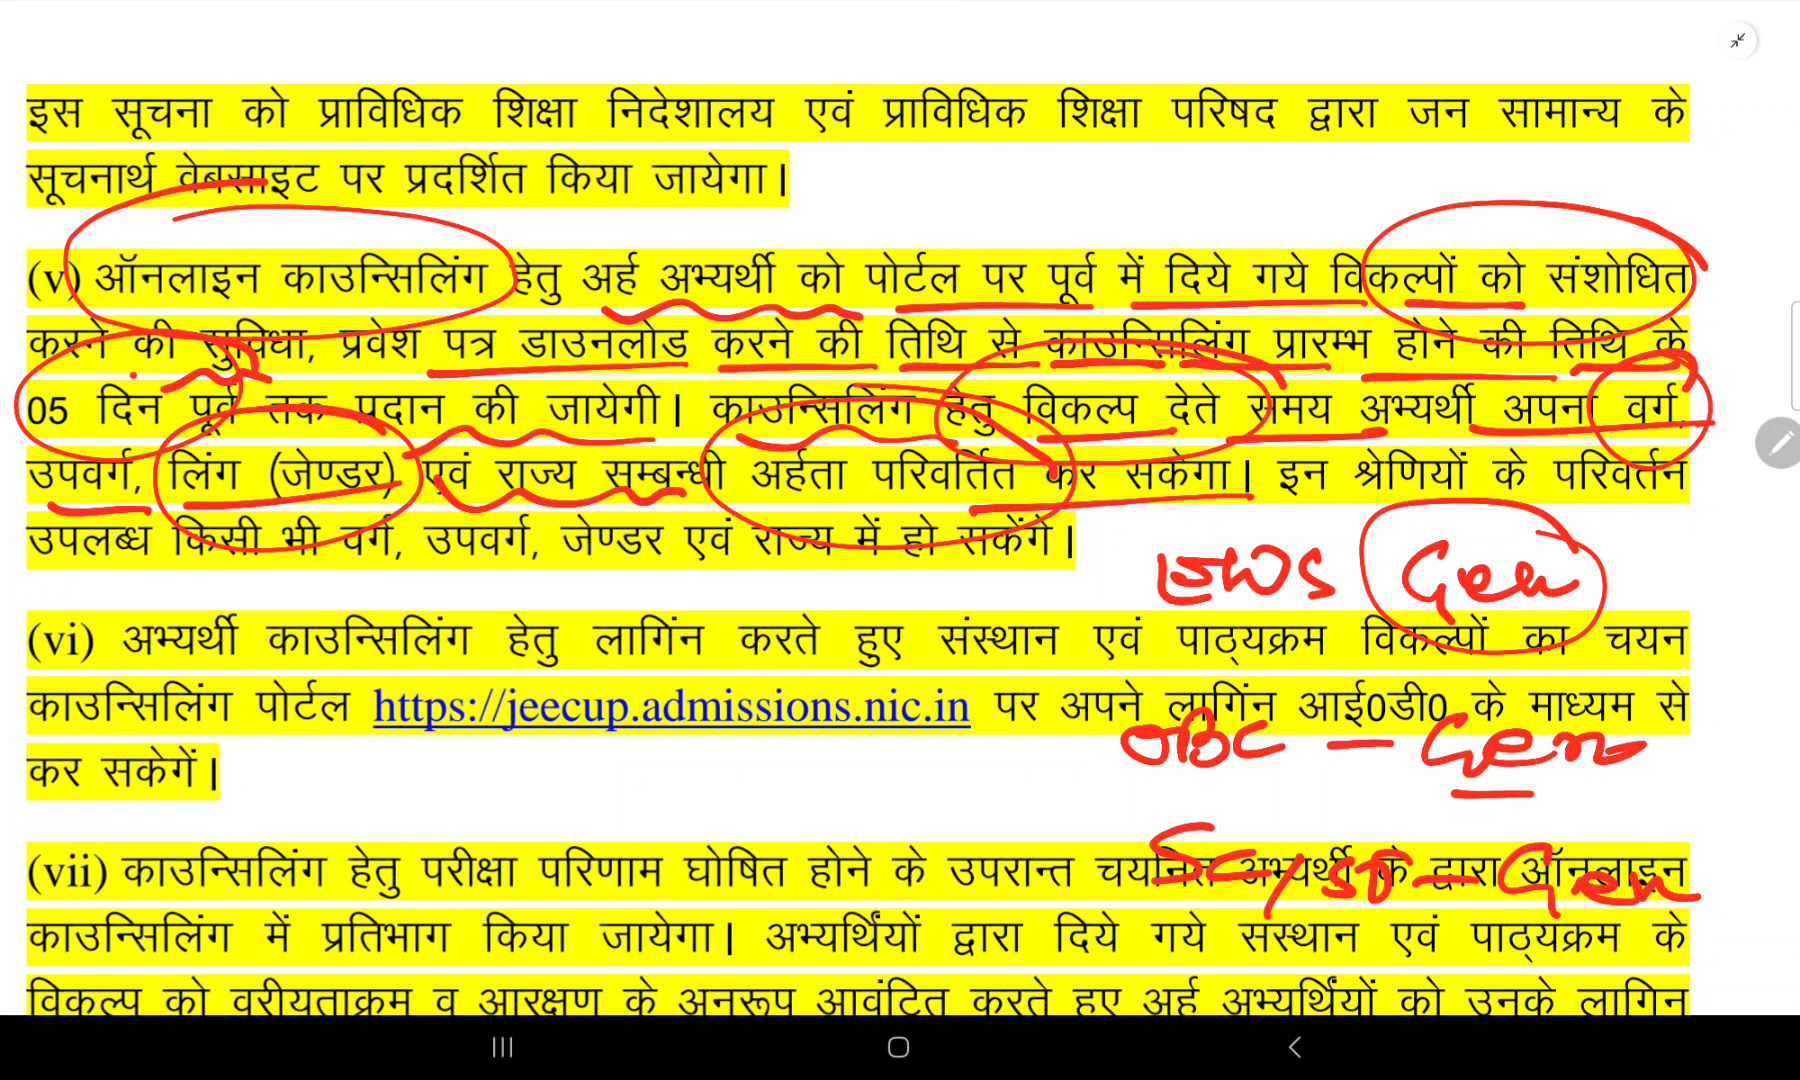 इस सूचना को प्राविधिक शिक्षा निदेशालय एवं प्राविधिक शिक्षा परिषद द्वारा जन सामान्य के
सूचनार्थ वेबसाइट पर प्रदर्शित किया जायेगा।
(v) ऑनलाइन काउन्सिलिंग हेतु अर्ह अभ्यर्थी को पोर्टल पर पूर्व में दिये गये विकल्पों को संशोधित
करने की सुविधा, प्रवेश पत्र डाउनलोड करने की तिथि से काउन्सिलिंग प्रारम्भ होने की तिथि के
05 दिन पूर्व तक प्रदान की जायेगी। काउन्सिलिंग हेतु विकल्प देते समय अभ्यर्थी अपना वर्ग,
उपवर्ग, लिंग (जेण्डर) एवं राज्य सम्बन्धी अर्हता परिवर्तित कर सकेगा। इन श्रेणियों के परिवर्तन
उपलब्ध किसी भी वर्ग, उपवर्ग, जेण्डर एवं राज्य में हो सकेंगे।
EWS Gen
(vi) अभ्यर्थी काउन्सिलिंग हेतु लागिंन करते हुए संस्थान एवं पाठ्यक्रम विकल्पों का चयन
काउन्सिलिंग पोर्टल https://jeecup.admissions.nic.in पर अपने लागिंन आई0डी0 के माध्यम से
OBC — Gen
कर सकेगें।
(vii) काउन्सिलिंग हेतु परीक्षा परिणाम घोषित होने के उपरान्त चयनित अभ्यर्थी के द्वारा ऑनलाइन
SC/ST — Gen
काउन्सिलिंग में प्रतिभाग किया जायेगा। अभ्यर्थियों द्वारा दिये गये संस्थान एवं पाठ्यक्रम के
विकल्प को वरीयताक्रम व आरक्षण के अनरूप आवंटित करते हुए अर्ह अभ्यर्थियों को उनके लागिन